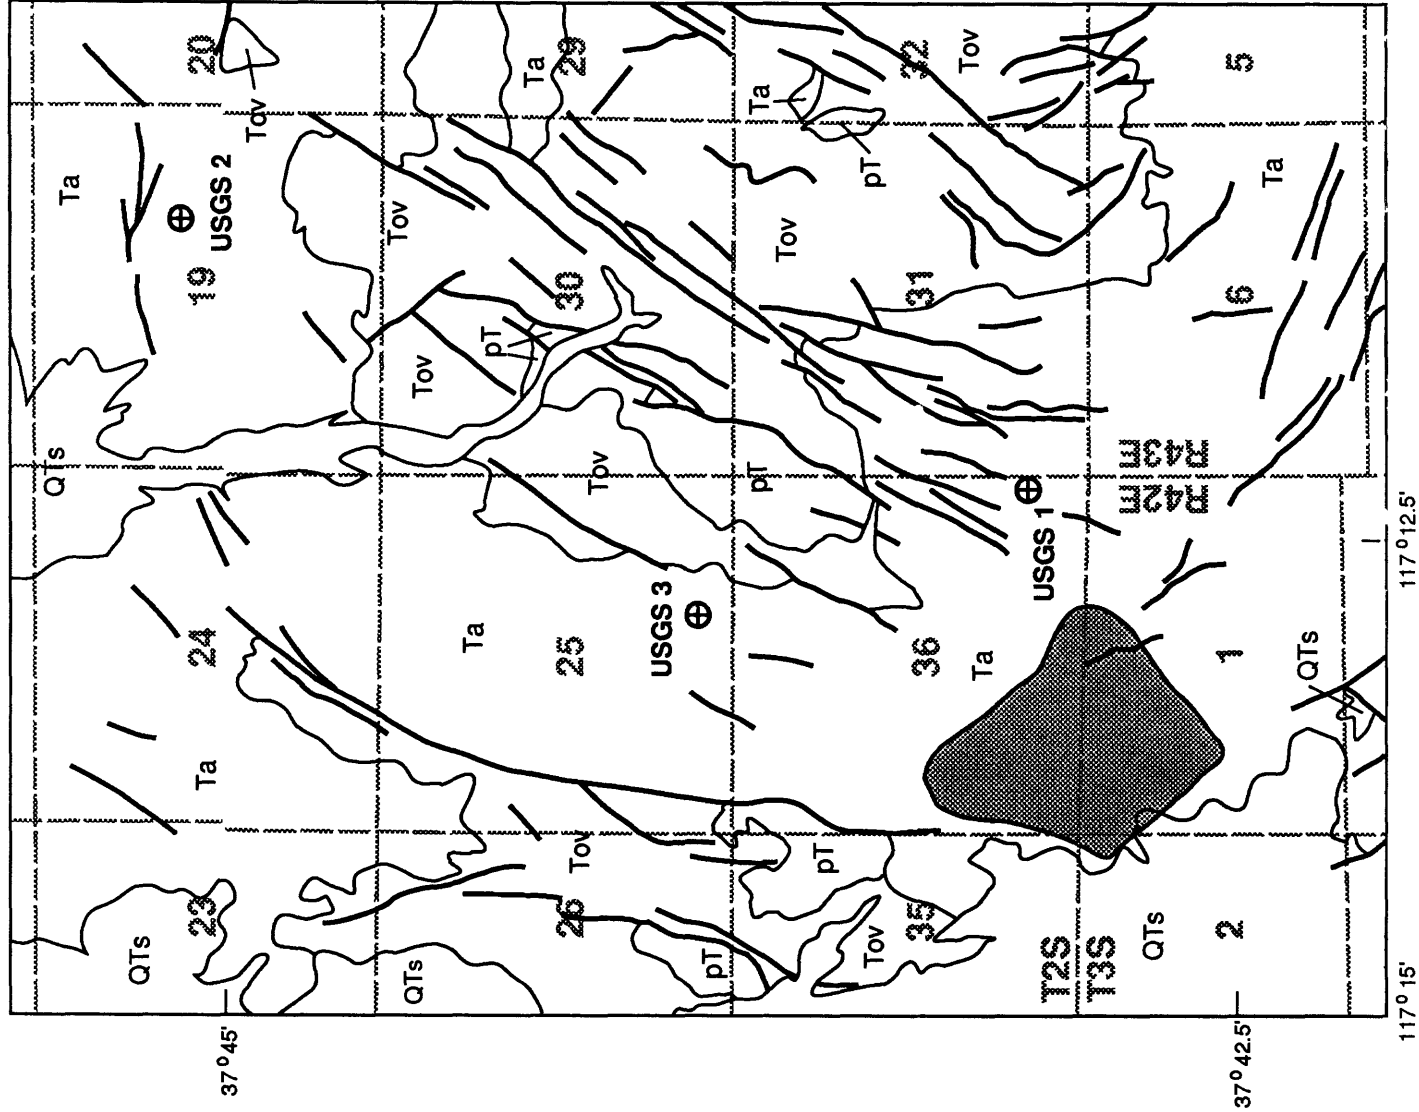 QTs
Ta
QTs
23
Ta
24
19
20
USGS 2
37°45'
Tov
Tov
QTs
Tov
Ta
pT
Ta
26
25
30
29
Tov
Tov
USGS 3
pT
pT
Ta
Tov
pT
Tov
pT
35
36
31
32
Tov
Ta
USGS 1
T2S
T3S
R42E
R43E
QTs
2
1
6
5
37°42.5'
Ta
QTs
117°15'
117°12.5'